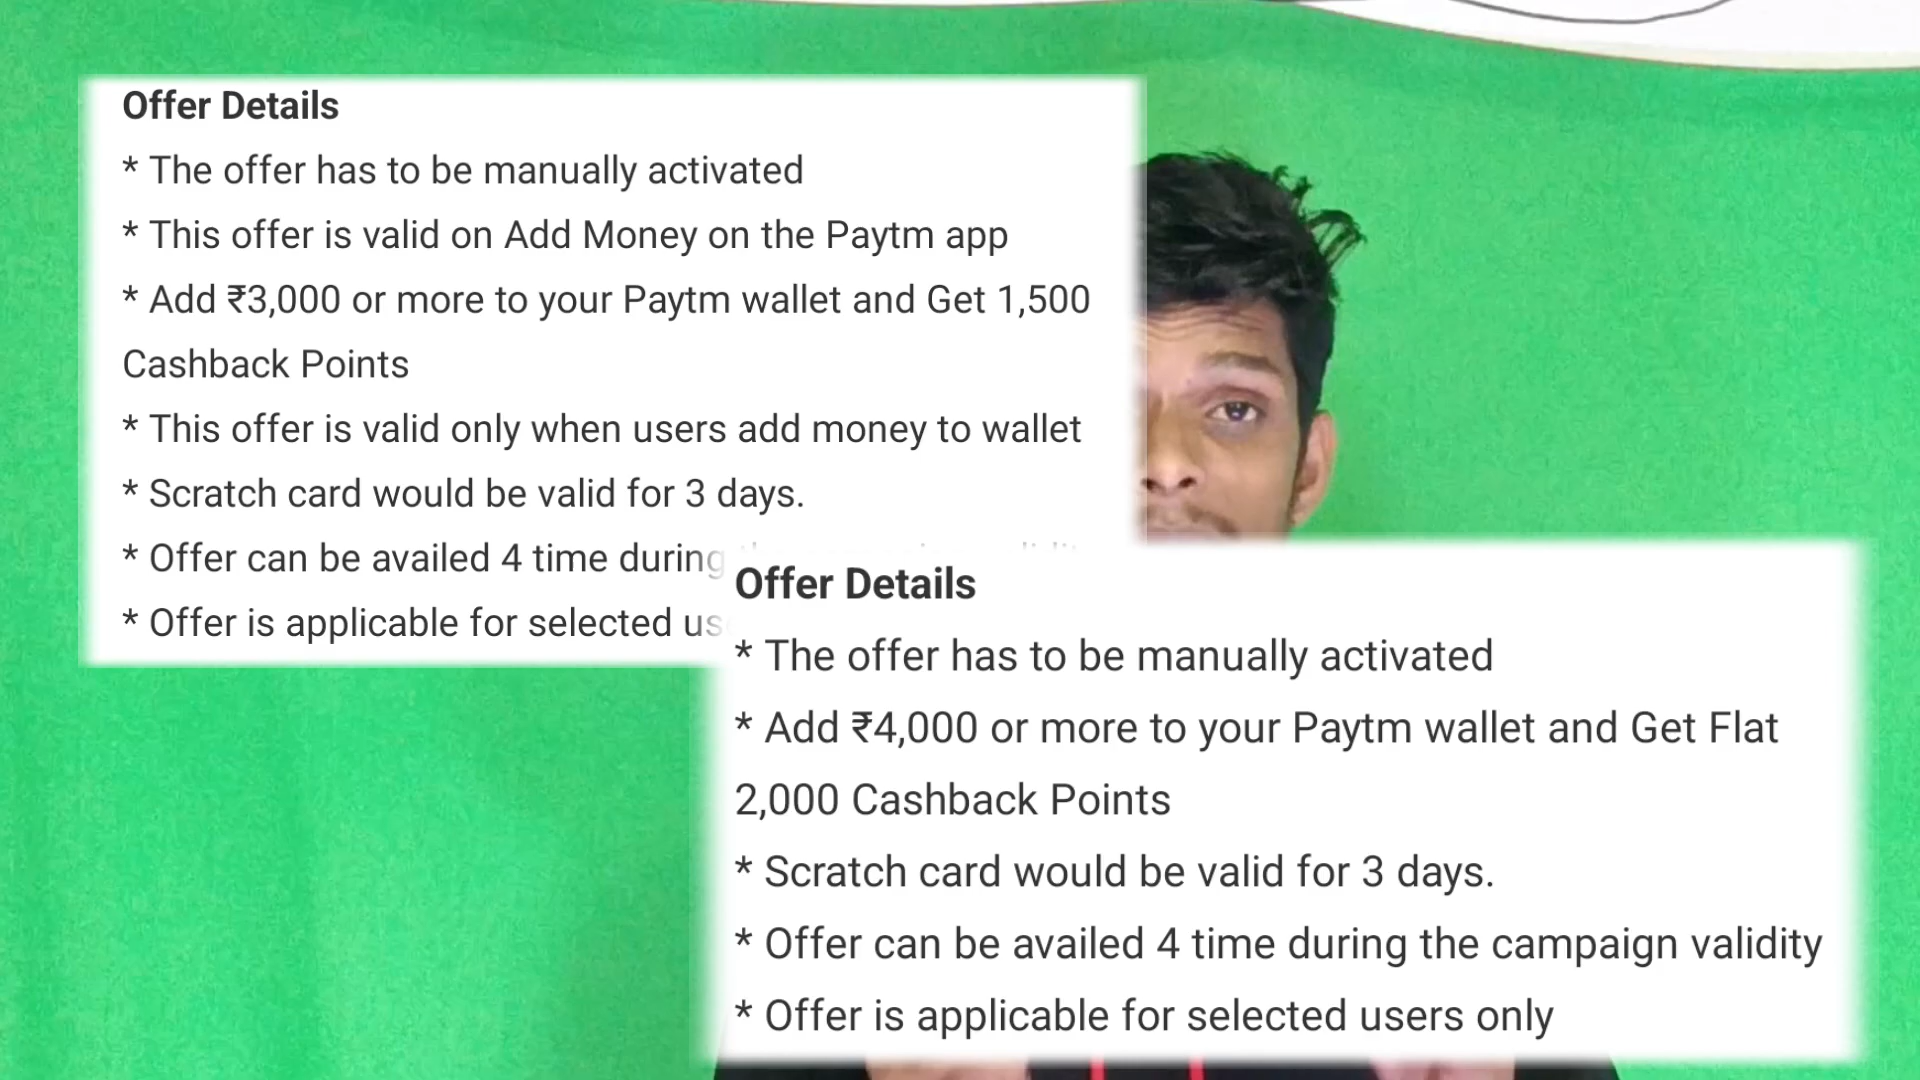 Offer Details
* The offer has to be manually activated
* This offer is valid on Add Money on the Paytm app
* Add ₹3,000 or more to your Paytm wallet and Get 1,500
Cashback Points
* This offer is valid only when users add money to wallet
* Scratch card would be valid for 3 days.
* Offer can be availed 4 time during
* Offer is applicable for selected
Offer Details
* The offer has to be manually activated
* Add ₹4,000 or more to your Paytm wallet and Get Flat
2,000 Cashback Points
* Scratch card would be valid for 3 days.
* Offer can be availed 4 time during the campaign validity
* Offer is applicable for selected users only